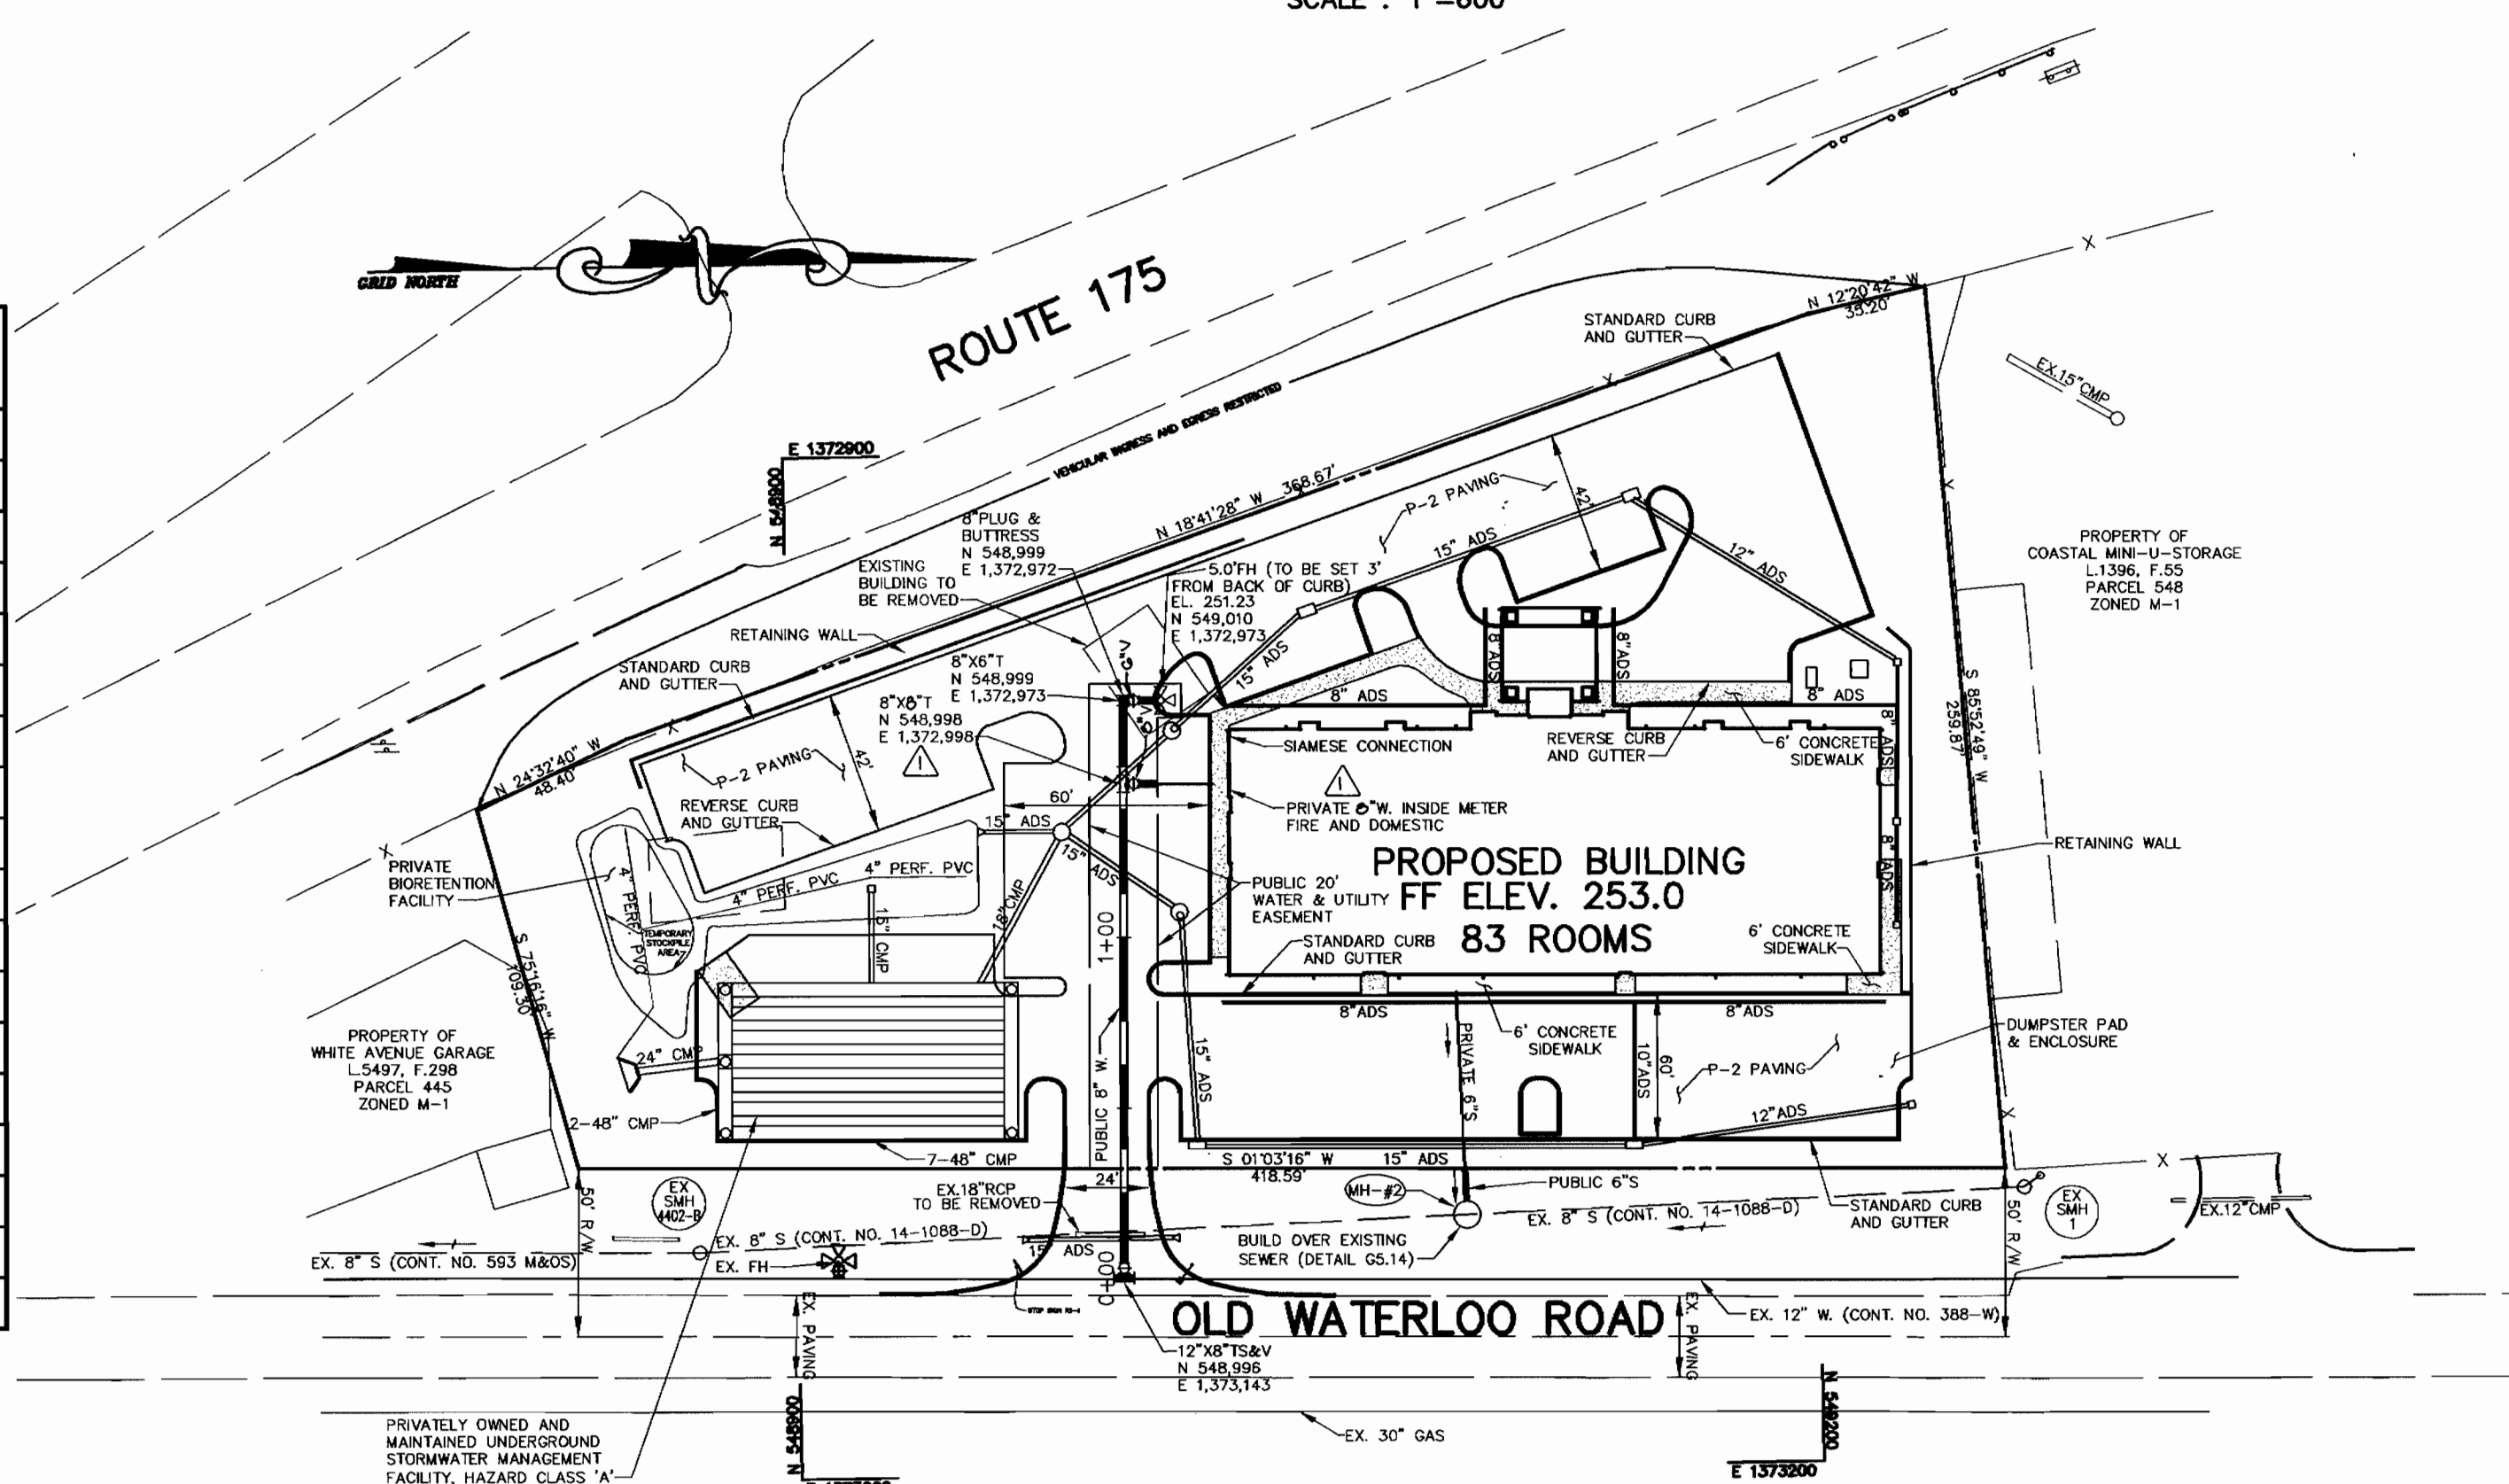 GRID NORTH
ROUTE 175
VEHICULAR INGRESS AND EGRESS RESTRICTED
E 1372900
N 548900
N 12°20'42" W
35.20'
STANDARD CURB
AND GUTTER
EX.15"CMP
N 18°41'28" W 368.67'
P-2 PAVING
42'
8"PLUG &
BUTTRESS
N 548,999
E 1,372,972
EXISTING
BUILDING TO
BE REMOVED
5.0'FH (TO BE SET 3'
FROM BACK OF CURB)
EL. 251.23
N 549,010
E 1,372,973
15" ADS
12" ADS
PROPERTY OF
COASTAL MINI-U-STORAGE
L.1396, F.55
PARCEL 548
ZONED M-1
RETAINING WALL
STANDARD CURB
AND GUTTER
8"X6"T
N 548,999
E 1,372,973
8"X8"T
N 548,998
E 1,372,998
6"V
15" ADS
8" ADS
8" ADS
8" ADS
8" ADS
8" ADS
8" ADS
S 85°52'49" W
259.87'
N 24°32'40" W
48.40'
P-2 PAVING
42'
REVERSE CURB
AND GUTTER
60'
SIAMESE CONNECTION
REVERSE CURB
AND GUTTER
6' CONCRETE
SIDEWALK
PRIVATE 8"W. INSIDE METER
FIRE AND DOMESTIC
15" ADS
15" ADS
PRIVATE
BIORETENTION
FACILITY
4" PERF. PVC
4" PERF. PVC
4" PERF. PVC
TEMPORARY
STOCKPILE
AREA
15" CMP
18"CMP
PUBLIC 20'
WATER & UTILITY
EASEMENT
PROPOSED BUILDING
FF ELEV. 253.0
83 ROOMS
RETAINING WALL
STANDARD CURB
AND GUTTER
6' CONCRETE
SIDEWALK
8" ADS
1+00
S 75°16'16" W
109.30'
PROPERTY OF
WHITE AVENUE GARAGE
L.5497, F.298
PARCEL 445
ZONED M-1
24" CMP
2-48" CMP
7-48" CMP
PUBLIC 8" W.
15" ADS
8"ADS
8"ADS
PRIVATE 6"S
6' CONCRETE
SIDEWALK
10"ADS
60'
P-2 PAVING
DUMPSTER PAD
& ENCLOSURE
12"ADS
S 01°03'16" W
418.59'
15" ADS
50' R/W
EX
SMH
4402-B
EX.18"RCP
TO BE REMOVED
24'
MH-#2
PUBLIC 6"S
EX. 8" S (CONT. NO. 14-1088-D)
STANDARD CURB
AND GUTTER
EX
SMH
1
50' R/W
EX.12"CMP
EX. 8" S (CONT. NO. 593 M&OS)
EX. 8" S (CONT. NO. 14-1088-D)
EX. FH
15" ADS
0+00
BUILD OVER EXISTING
SEWER (DETAIL G5.14)
EX. PAVING
OLD WATERLOO ROAD
EX. PAVING
EX. 12" W. (CONT. NO. 388-W)
12"X8"TS&V
N 548,996
E 1,373,143
N 548900
N 549200
E 1373200
EX. 30" GAS
PRIVATELY OWNED AND
MAINTAINED UNDERGROUND
STORMWATER MANAGEMENT
FACILITY, HAZARD CLASS 'A'